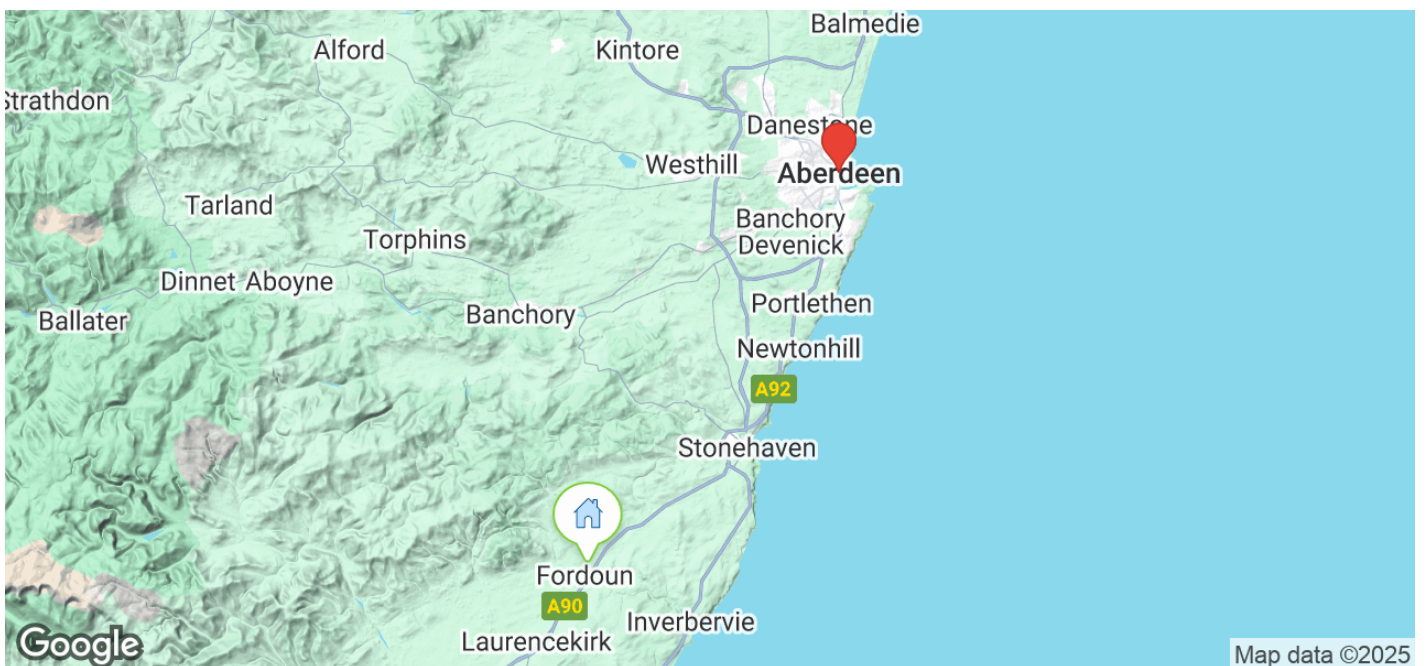 Balmedie
Alford
Kintore
Strathdon
Danestone
Westhill
Aberdeen
Tarland
Banchory
Devenick
Torphins
Dinnet
Aboyne
Portlethen
Banchory
Ballater
Newtonhill
A92
Stonehaven
Fordoun
A90
Inverbervie
Laurencekirk
Google
Map data ©2025